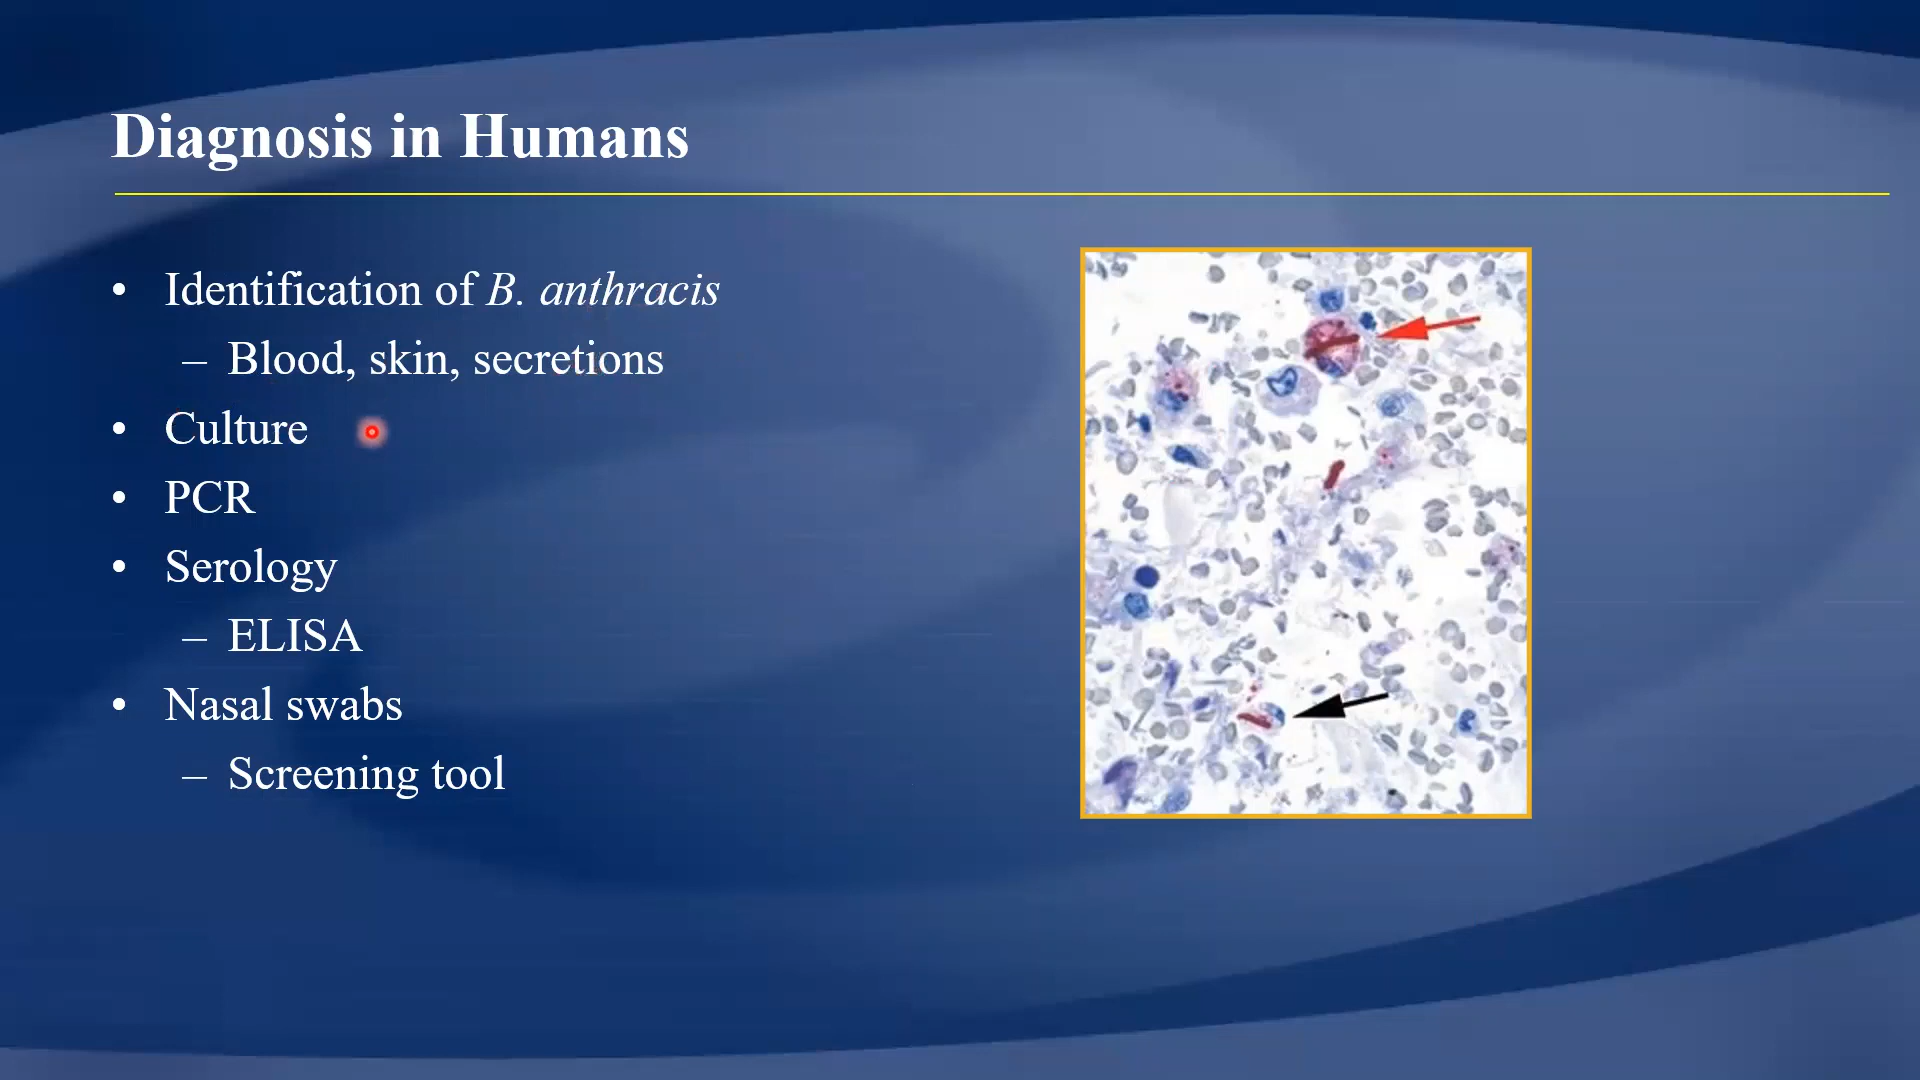 Diagnosis in Humans
• Identification of B. anthracis
– Blood, skin, secretions
• Culture
• PCR
• Serology
– ELISA
• Nasal swabs
– Screening tool